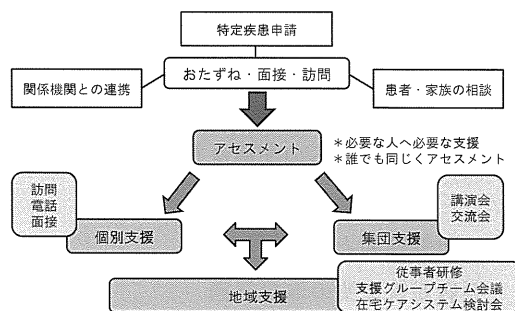 特定疾患申請
おたずね・面接・訪問
関係機関との連携
患者・家族の相談
アセスメント
＊必要な人へ必要な支援
＊誰でも同じくアセスメント
訪問
電話
面接
個別支援
講演会
交流会
集団支援
地域支援
従事者研修
支援グループチーム会議
在宅ケアシステム検討会